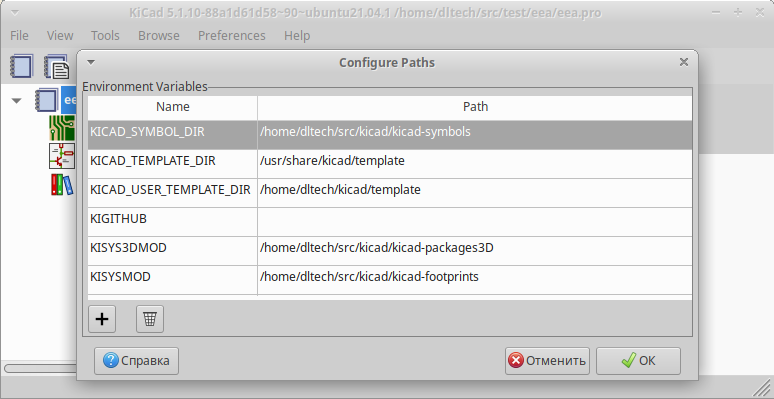 KiCad 5.1.10-88a1d61d58~90~ubuntu21.04.1 /home/dltech/src/test/eea/eea.pro
File View Tools Browse Preferences Help
Configure Paths
Environment Variables
Name Path
KICAD_SYMBOL_DIR /home/dltech/src/kicad/kicad-symbols
KICAD_TEMPLATE_DIR /usr/share/kicad/template
KICAD_USER_TEMPLATE_DIR /home/dltech/kicad/template
KIGITHUB
KISYS3DMOD /home/dltech/src/kicad/kicad-packages3D
KISYSMOD /home/dltech/src/kicad/kicad-footprints
Справка Отменить ОК